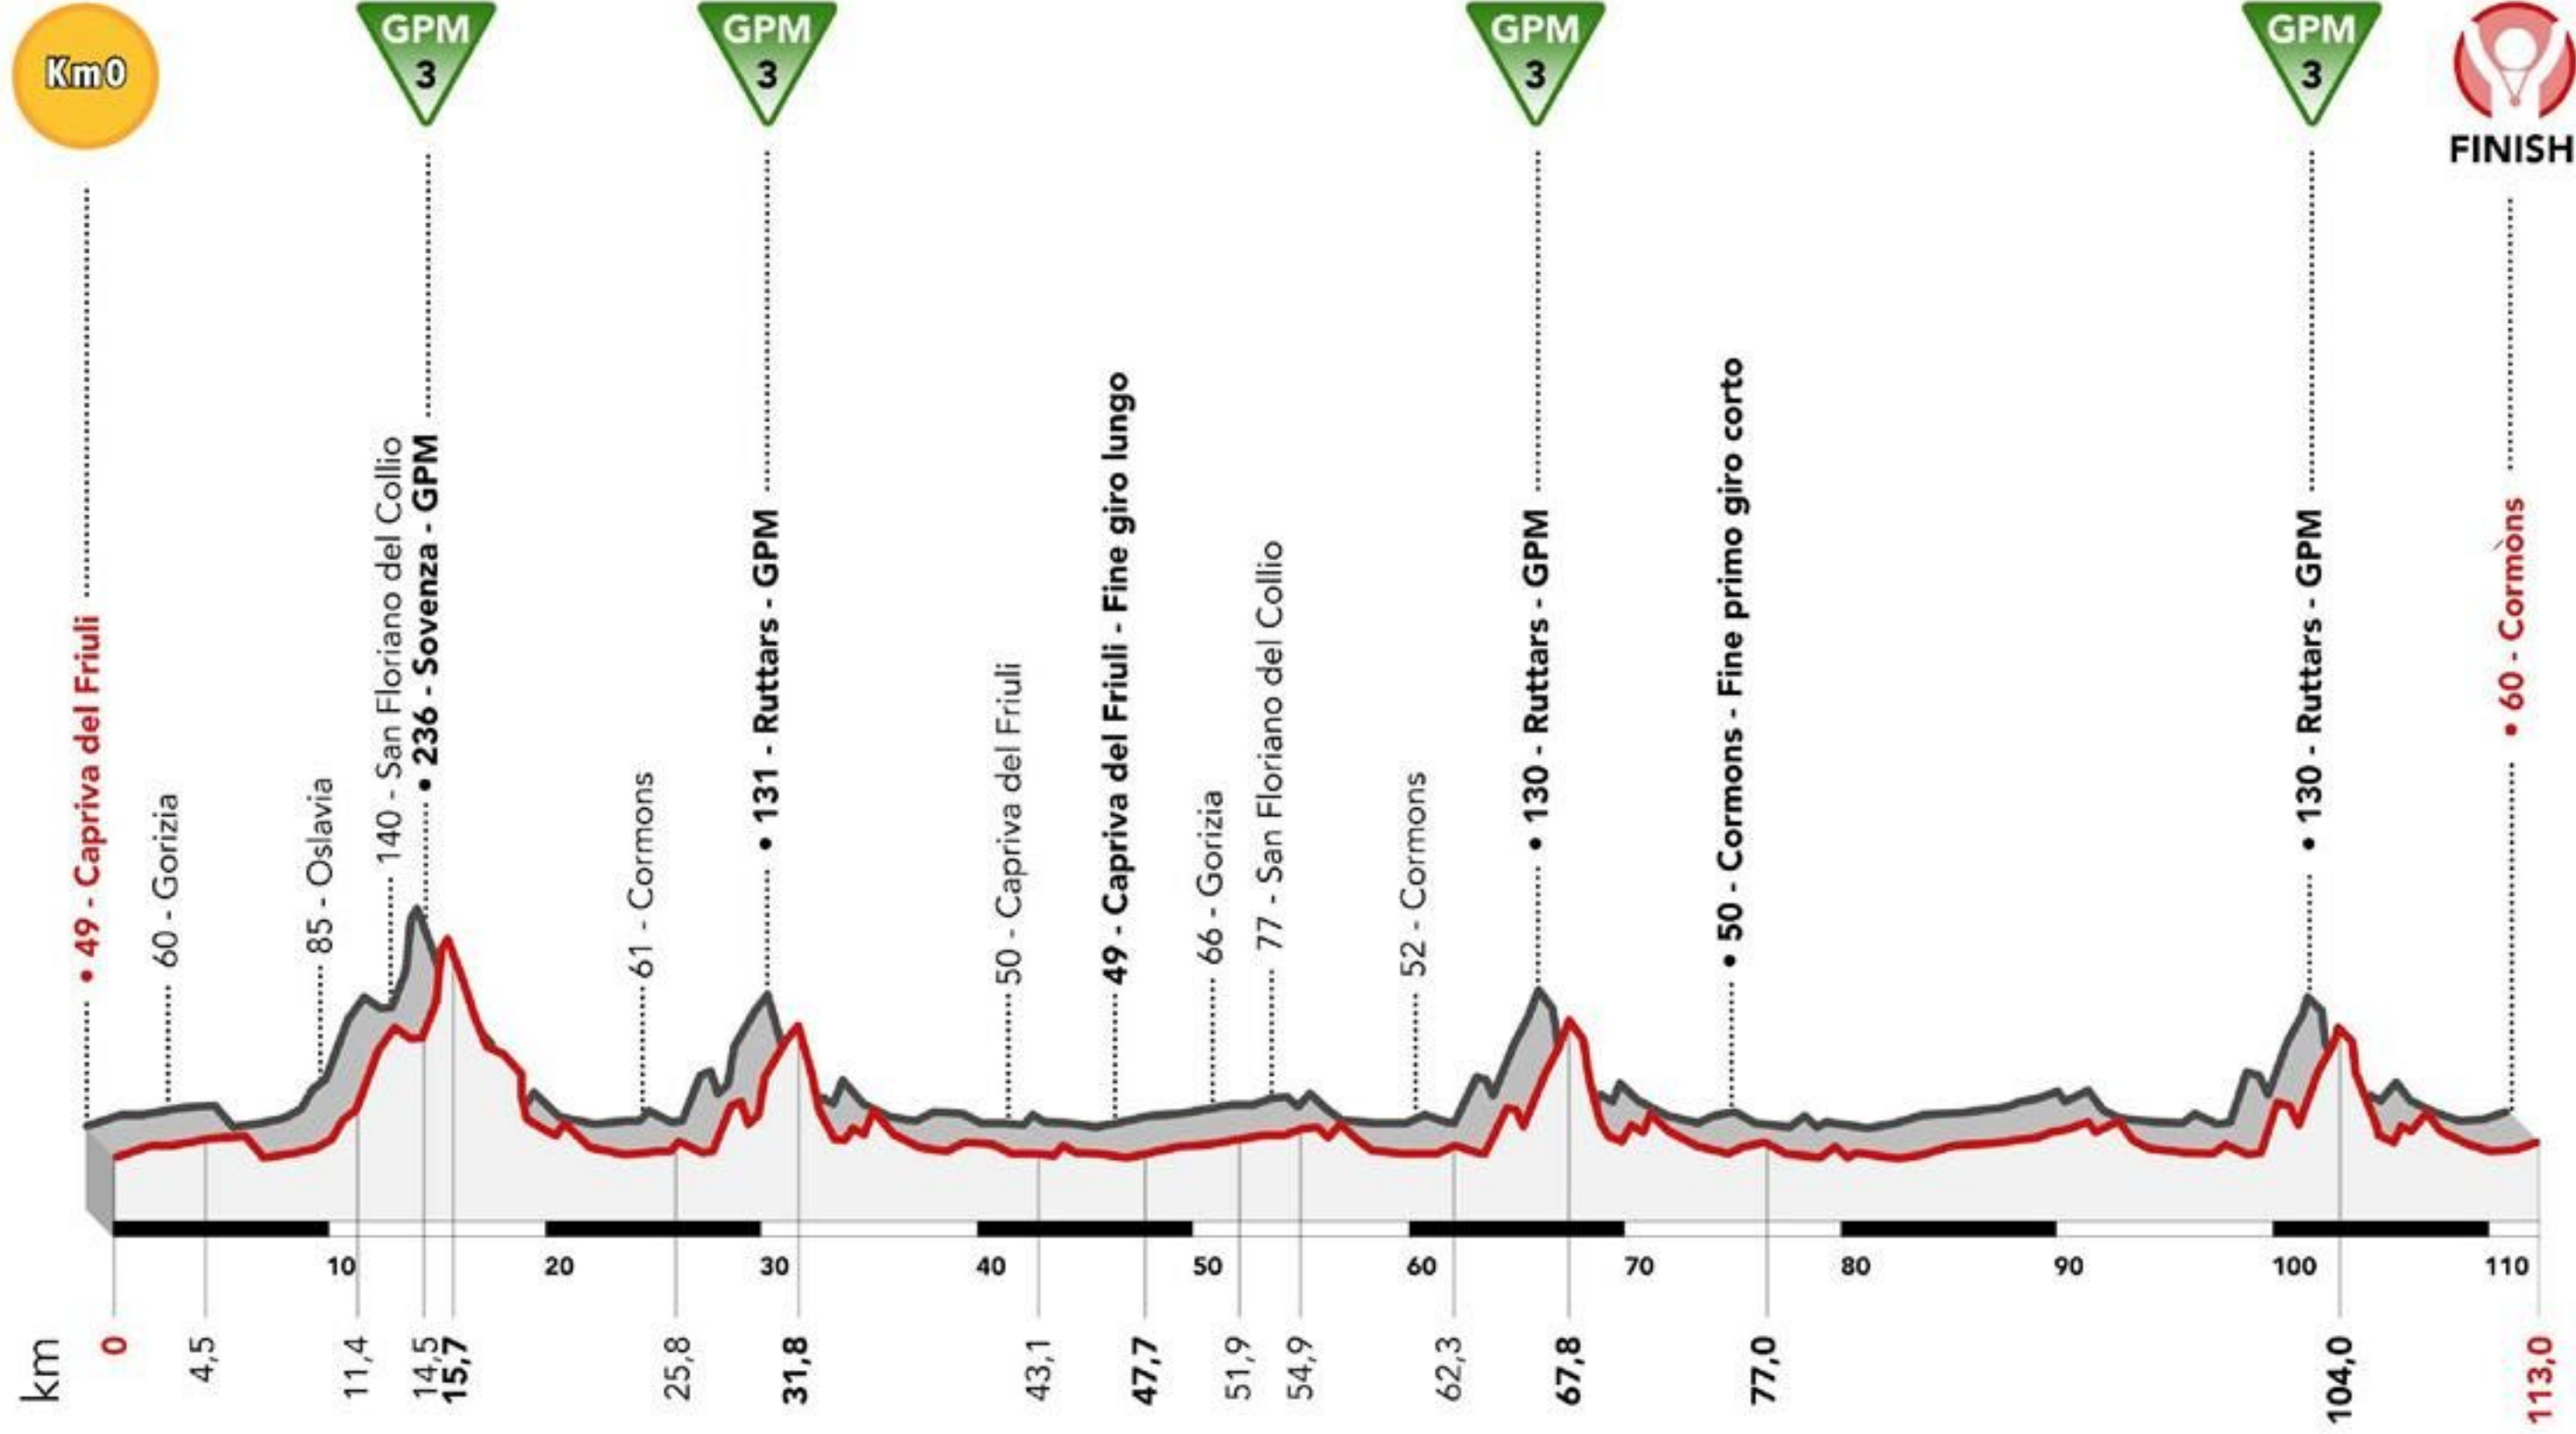 Km0
GPM
3
GPM
3
GPM
3
GPM
3
FINISH
• 49 - Capriva del Friuli
60 - Gorizia
85 - Oslavia
140 - San Floriano del Collio
• 236 - Sovenza - GPM
61 - Cormons
• 131 - Ruttars - GPM
50 - Capriva del Friuli
49 - Capriva del Friuli - Fine giro lungo
66 - Gorizia
77 - San Floriano del Collio
52 - Cormons
• 130 - Ruttars - GPM
• 50 - Cormons - Fine primo giro corto
• 130 - Ruttars - GPM
• 60 - Cormòns
10 20 30 40 50 60 70 80 90 100 110
km 0 4,5 11,4 14,5 15,7 25,8 31,8 43,1 47,7 51,9 54,9 62,3 67,8 77,0 104,0 113,0